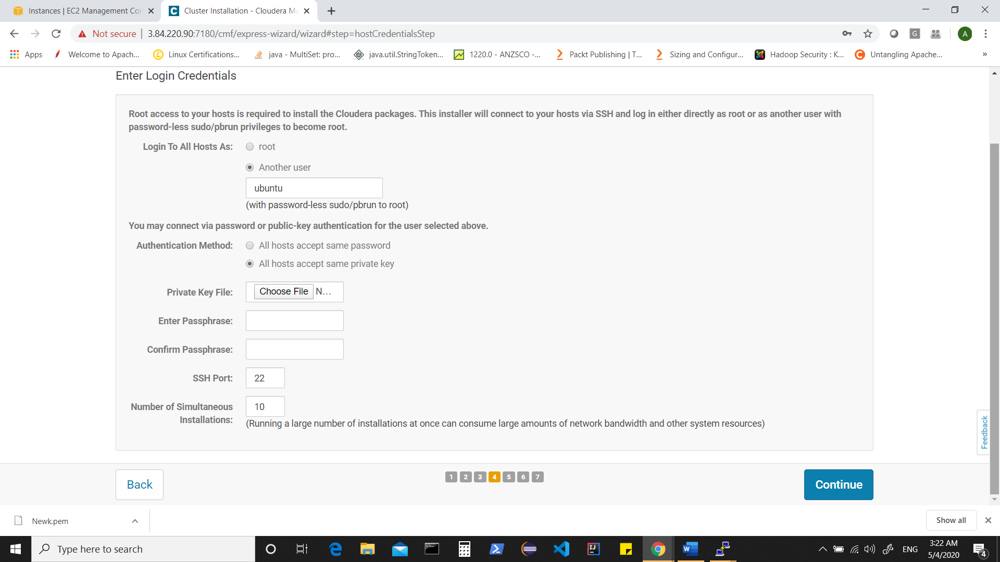 Instances | EC2 Management Con
Cluster Installation - Cloudera Ma
Not secure
3.84.220.90:7180/cmf/express-wizard/wizard#step=hostCredentialsStep
G
A
Apps
Welcome to Apach...
Linux Certifications...
java - MultiSet: pro...
java.util.StringToken...
1220.0 - ANZSCO -...
Packt Publishing | T...
Sizing and Configur...
Hadoop Security : K...
Untangling Apache...
»
Enter Login Credentials
Root access to your hosts is required to install the Cloudera packages. This installer will connect to your hosts via SSH and log in either directly as root or as another user with
password-less sudo/pbrun privileges to become root.
Login To All Hosts As:
root
Another user
ubuntu
(with password-less sudo/pbrun to root)
You may connect via password or public-key authentication for the user selected above.
Authentication Method:
All hosts accept same password
All hosts accept same private key
Private Key File:
Choose File N...
Enter Passphrase:
Confirm Passphrase:
SSH Port:
22
Number of Simultaneous
Installations:
10
(Running a large number of installations at once can consume large amounts of network bandwidth and other system resources)
Feedback
Back
1 2 3 4 5 6 7
Continue
Newk.pem
Show all
Type here to search
ENG
3:22 AM
5/4/2020
4